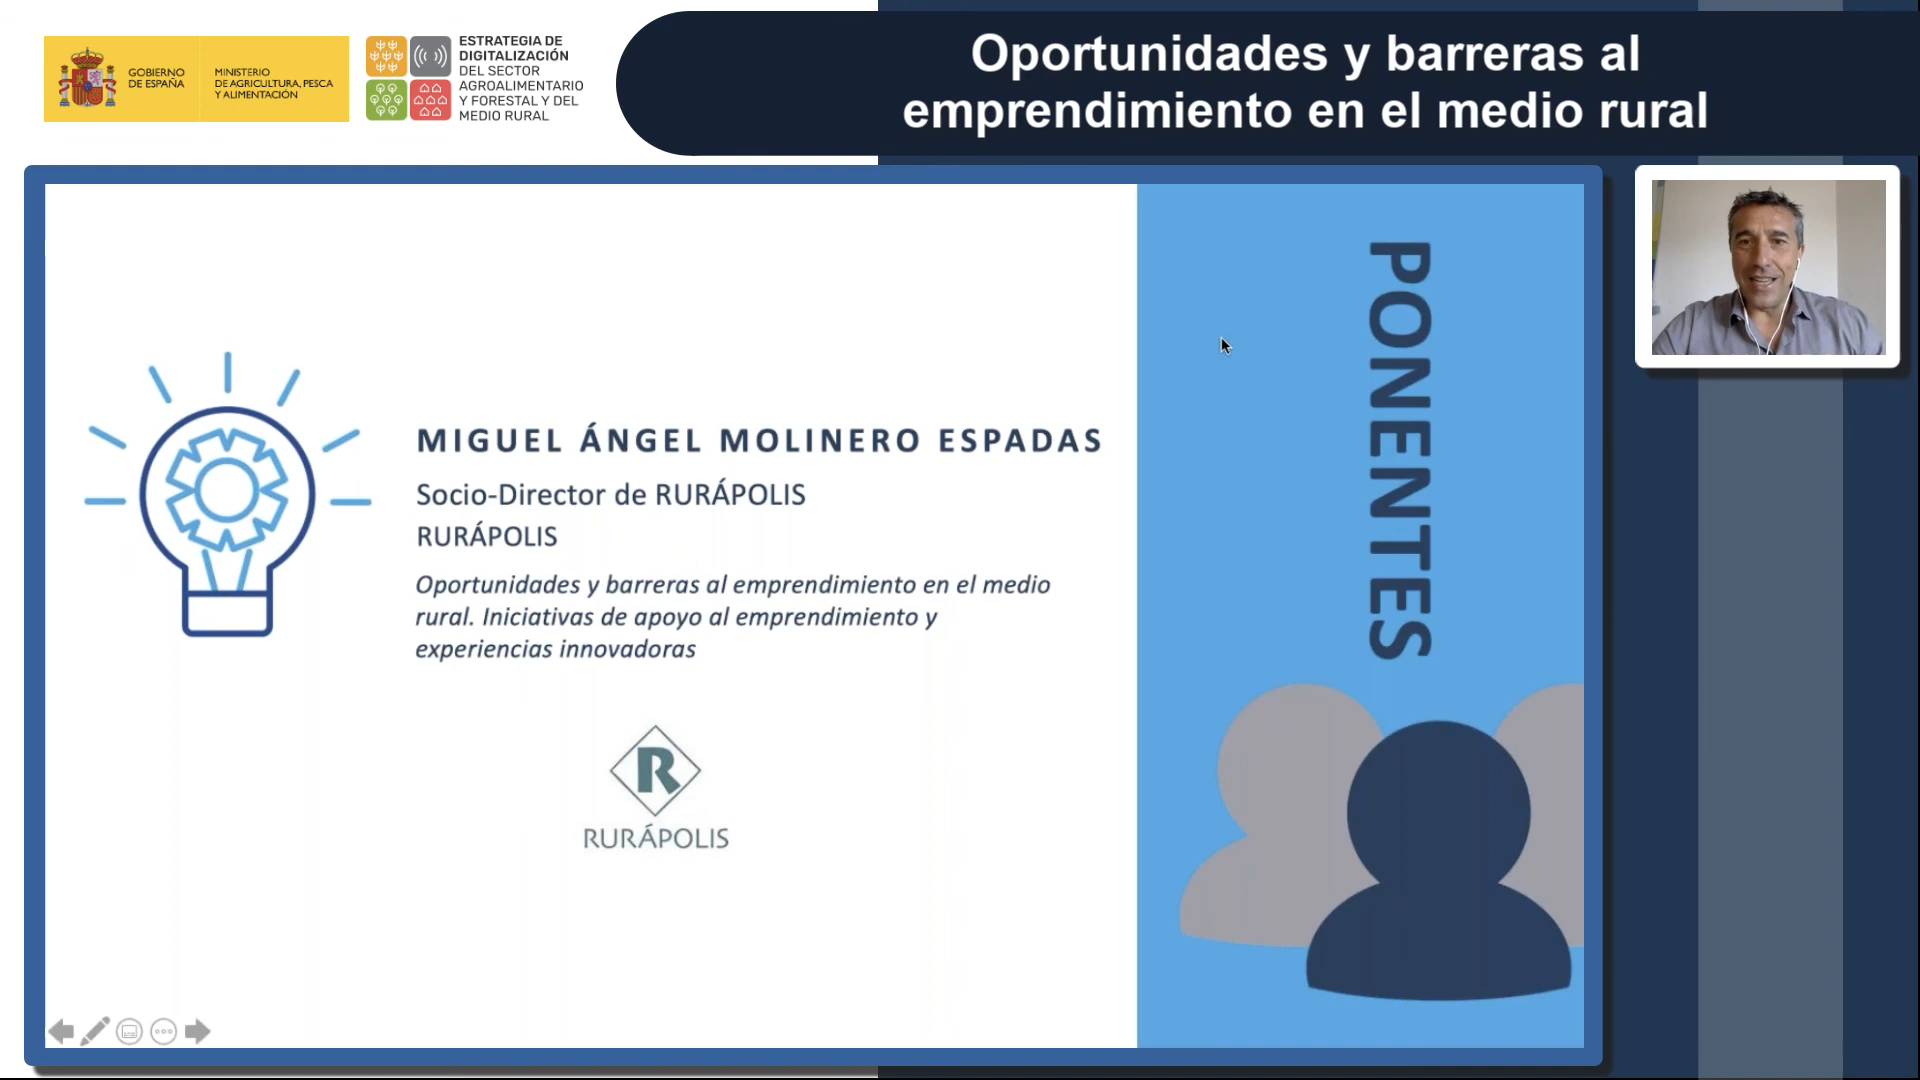 GOBIERNO
DE ESPAÑA
MINISTERIO
DE AGRICULTURA, PESCA
Y ALIMENTACIÓN
ESTRATEGIA DE
DIGITALIZACIÓN
DEL SECTOR
AGROALIMENTARIO
Y FORESTAL Y DEL
MEDIO RURAL
Oportunidades y barreras al
emprendimiento en el medio rural
MIGUEL ÁNGEL MOLINERO ESPADAS
Socio-Director de RURÁPOLIS
RURÁPOLIS
Oportunidades y barreras al emprendimiento en el medio
rural. Iniciativas de apoyo al emprendimiento y
experiencias innovadoras
R
RURÁPOLIS
PONENTES